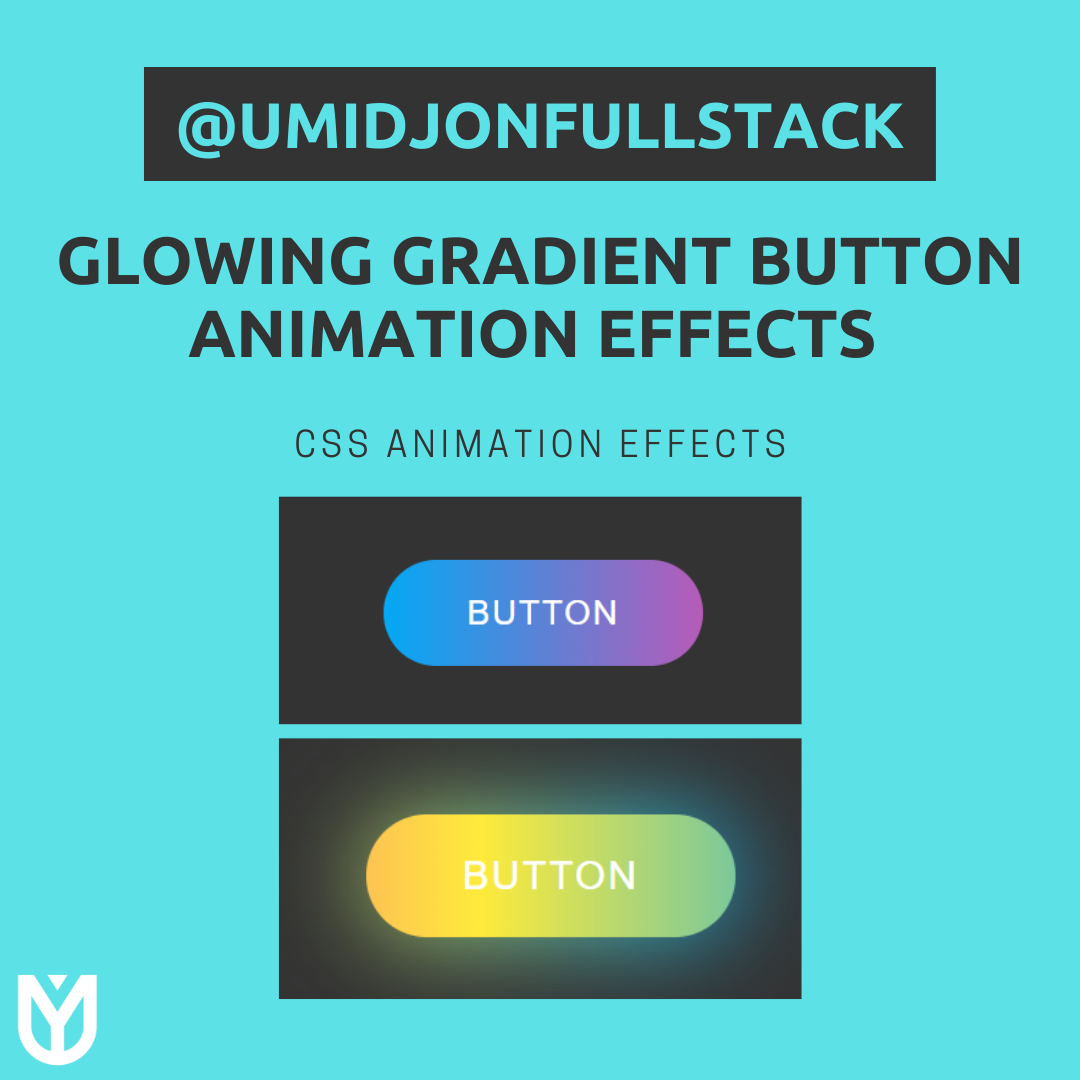 @UMIDJONFULLSTACK
GLOWING GRADIENT BUTTON
ANIMATION EFFECTS
CSS ANIMATION EFFECTS
BUTTON
BUTTON